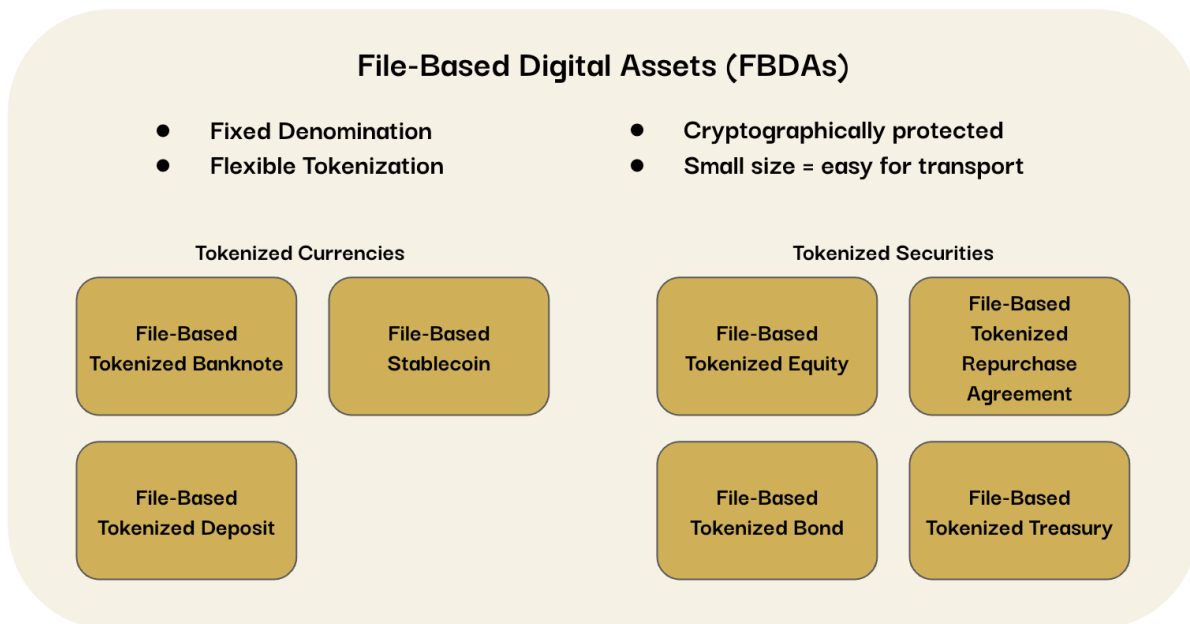 File-Based Digital Assets (FBDAs)
● Fixed Denomination
● Flexible Tokenization
● Cryptographically protected
● Small size = easy for transport
Tokenized Currencies
File-Based
Tokenized Banknote
File-Based
Stablecoin
File-Based
Tokenized Deposit
Tokenized Securities
File-Based
Tokenized Equity
File-Based
Tokenized
Repurchase
Agreement
File-Based
Tokenized Bond
File-Based
Tokenized Treasury